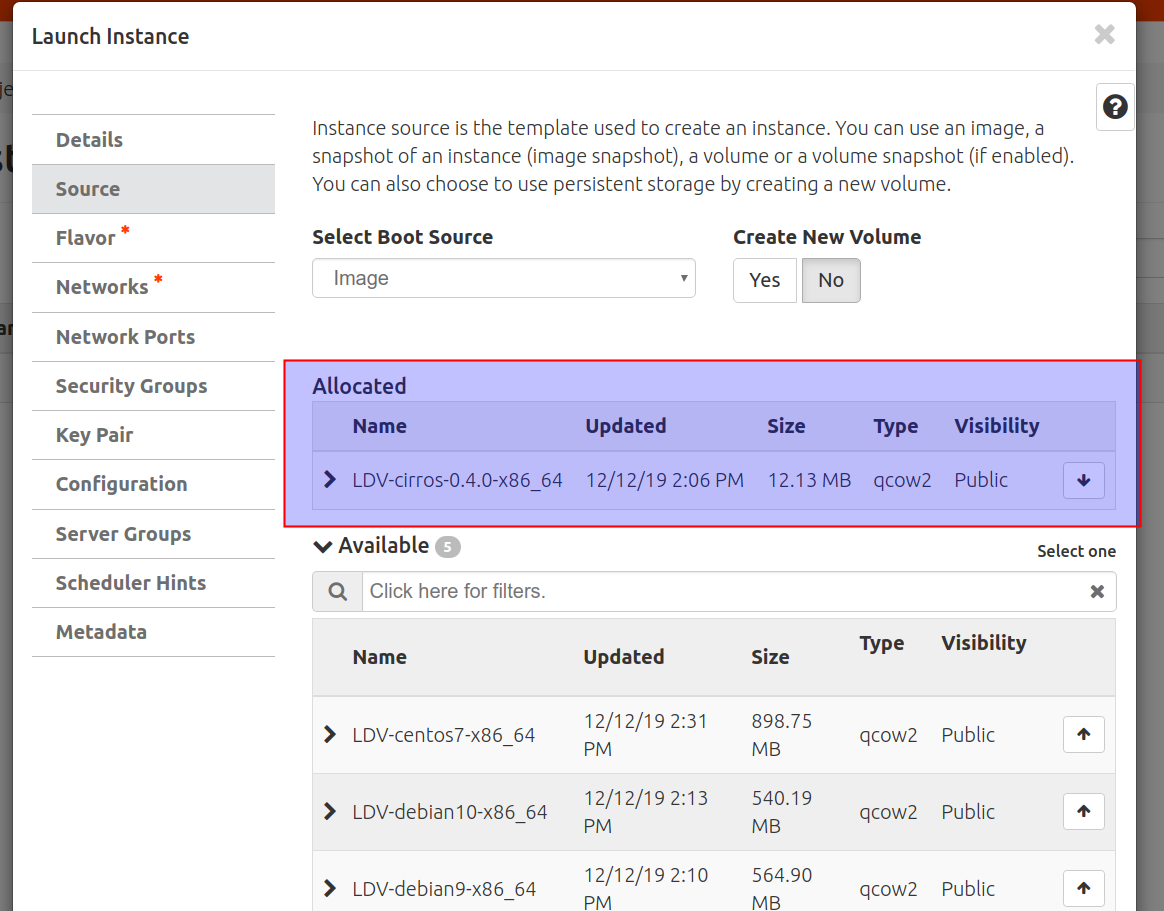 Launch Instance
Details
Source
Flavor *
Networks *
Network Ports
Security Groups
Key Pair
Configuration
Server Groups
Scheduler Hints
Metadata
Instance source is the template used to create an instance. You can use an image, a
snapshot of an instance (image snapshot), a volume or a volume snapshot (if enabled).
You can also choose to use persistent storage by creating a new volume.
Select Boot Source
Image
Create New Volume
Yes No
Allocated
Name Updated Size Type Visibility
LDV-cirros-0.4.0-x86_64 12/12/19 2:06 PM 12.13 MB qcow2 Public
Available 5
Select one
Click here for filters.
Name Updated Size Type Visibility
LDV-centos7-x86_64 12/12/19 2:31 PM 898.75 MB qcow2 Public
LDV-debian10-x86_64 12/12/19 2:13 PM 540.19 MB qcow2 Public
LDV-debian9-x86_64 12/12/19 2:10 PM 564.90 MB qcow2 Public